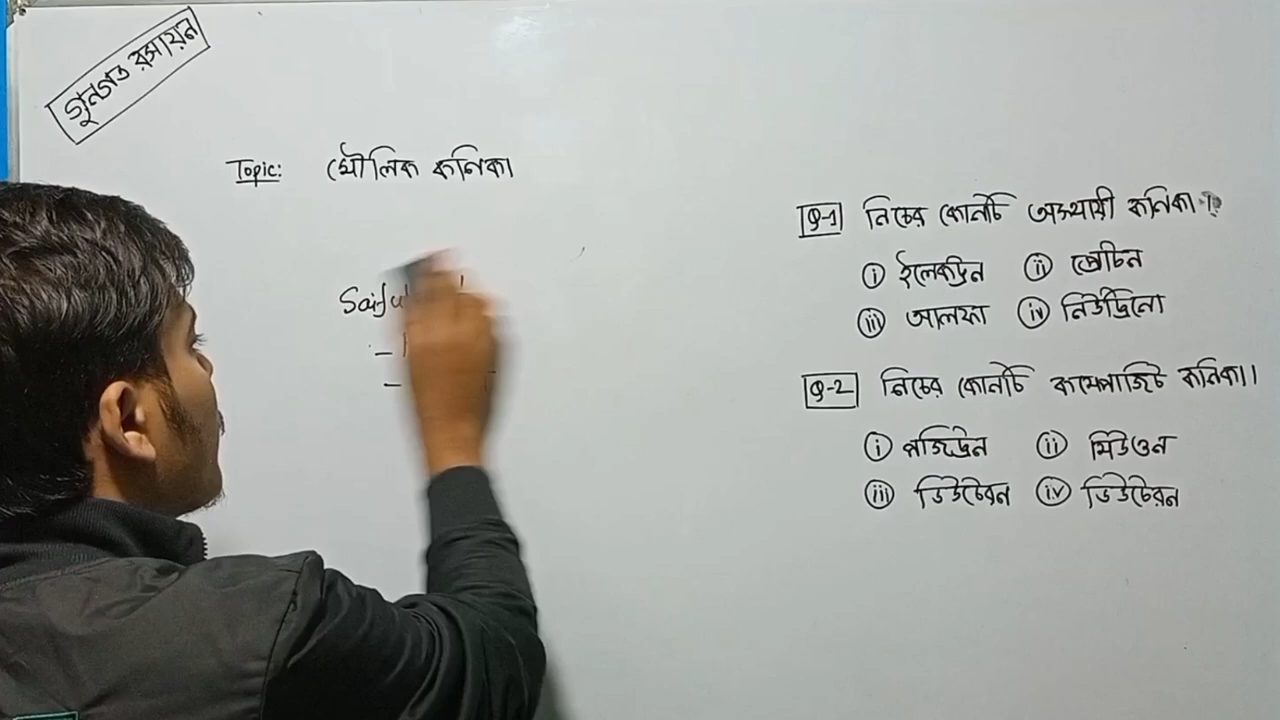 গুনগত রসায়ন
Topic: মৌলিক কনিকা
Q-1 নিচের কোনটি অস্থায়ী কনিকা?
i ইলেকট্রন ii প্রোটন
iii আলফা iv নিউট্রিনো
Q-2 নিচের কোনটি কম্পোজিট কনিকা।
i পজিট্রন ii মিউওন
iii ডিউটেরন iv ডিউটেরন